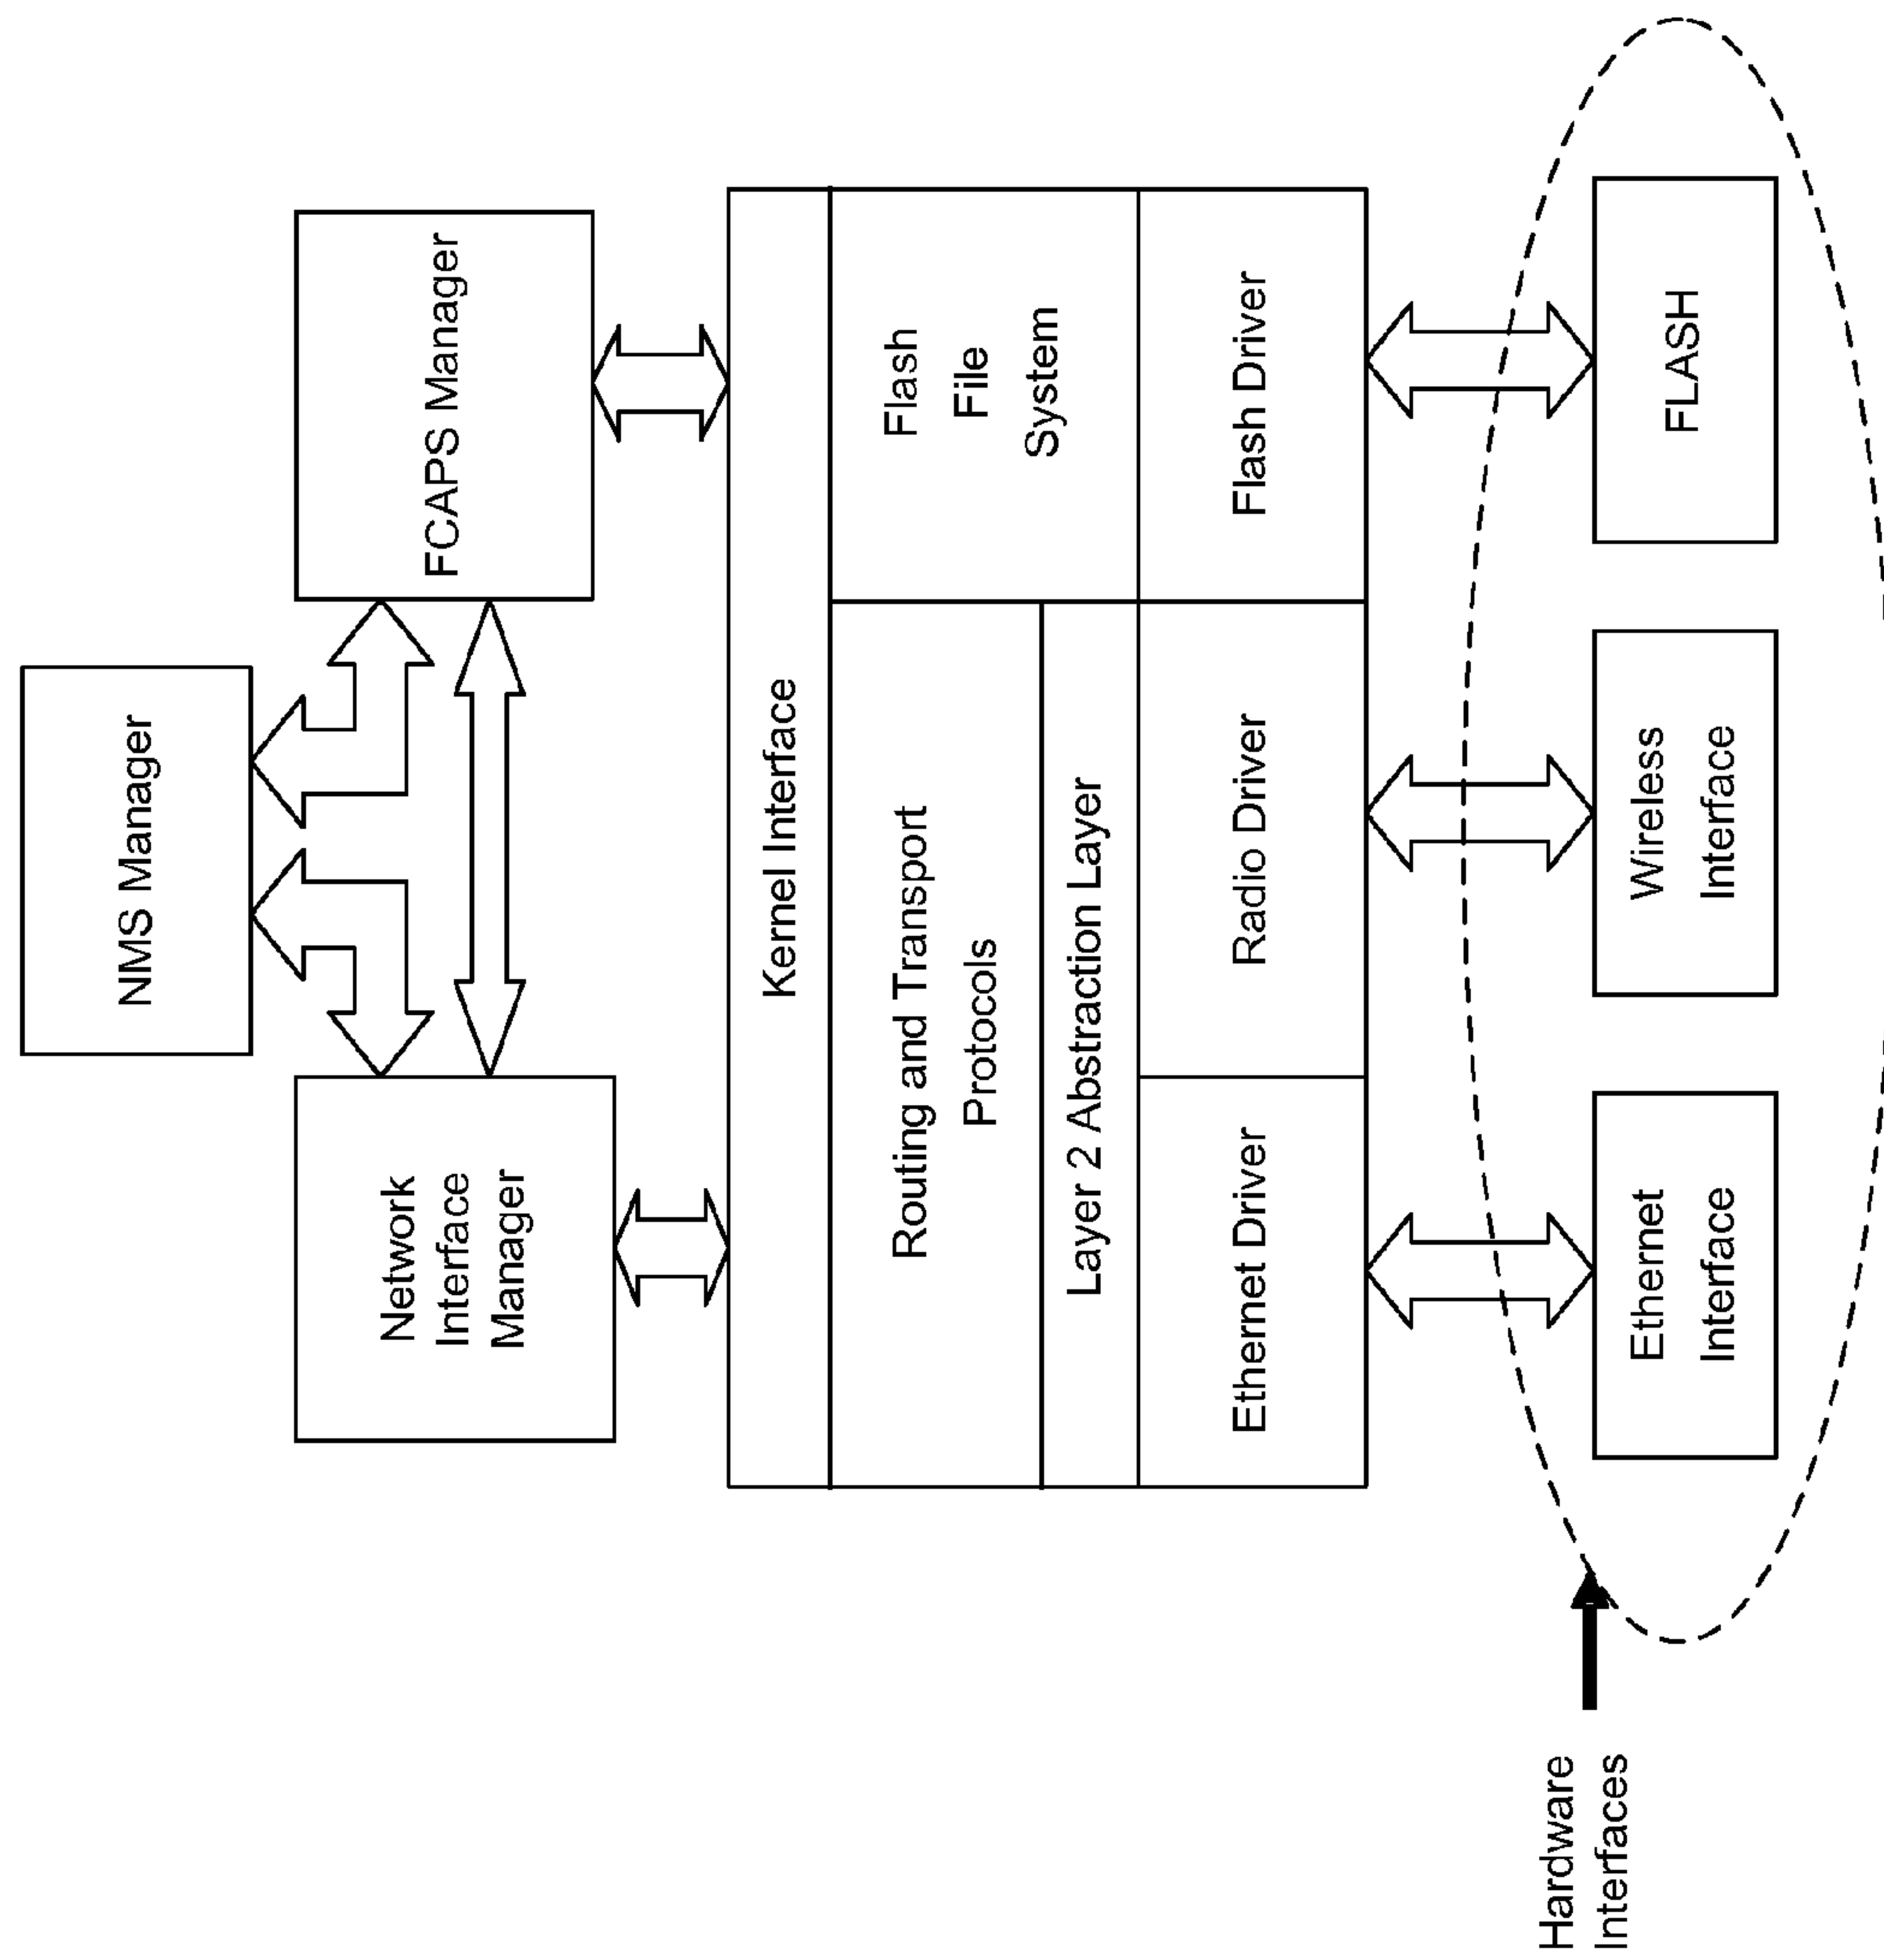 NMS Manager
Network
Interface
Manager
FCAPS Manager
Kernel Interface
Routing and Transport
Protocols
Flash
File
System
Layer 2 Abstraction Layer
Ethernet Driver
Radio Driver
Flash Driver
Hardware
Interfaces
Ethernet
Interface
Wireless
Interface
FLASH